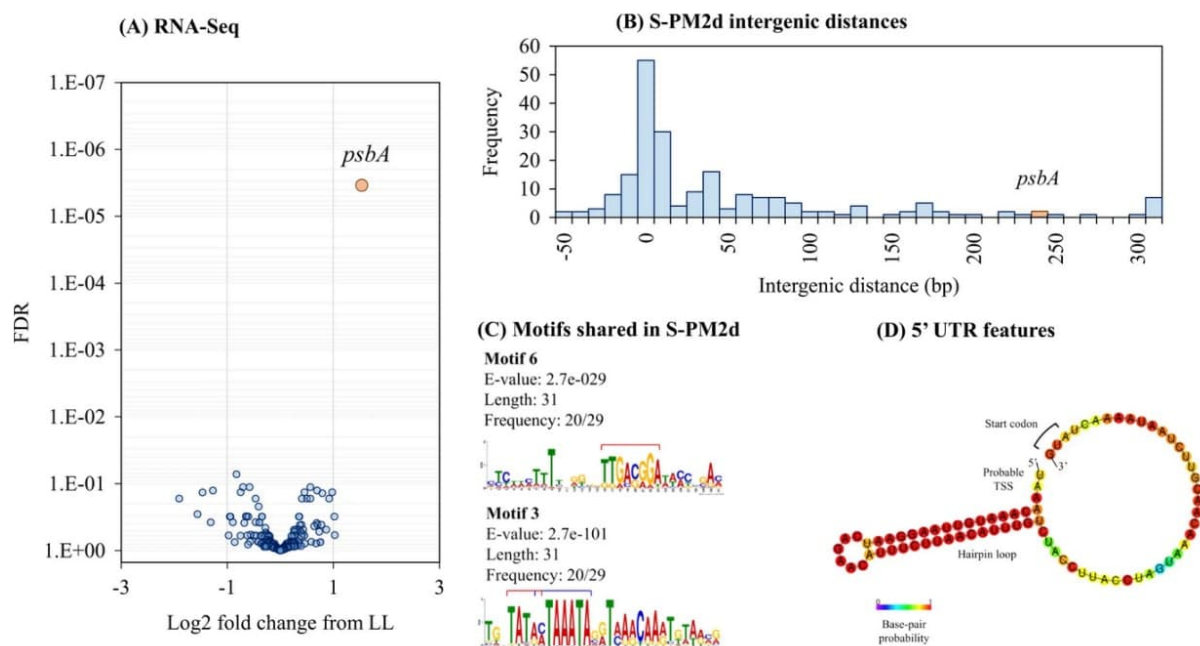 (A) RNA-Seq
1.E-07
1.E-06
1.E-05
1.E-04
1.E-03
1.E-02
1.E-01
1.E+00
FDR
psbA
-3
-1
1
3
Log2 fold change from LL
(B) S-PM2d intergenic distances
60
50
40
30
20
10
0
Frequency
psbA
-50
0
50
100
150
200
250
300
Intergenic distance (bp)
(C) Motifs shared in S-PM2d
Motif 6
E-value: 2.7e-029
Length: 31
Frequency: 20/29
Motif 3
E-value: 2.7e-101
Length: 31
Frequency: 20/29
(D) 5’ UTR features
Start codon
5'
3'
Probable
TSS
Hairpin loop
0
1
Base-pair
probability